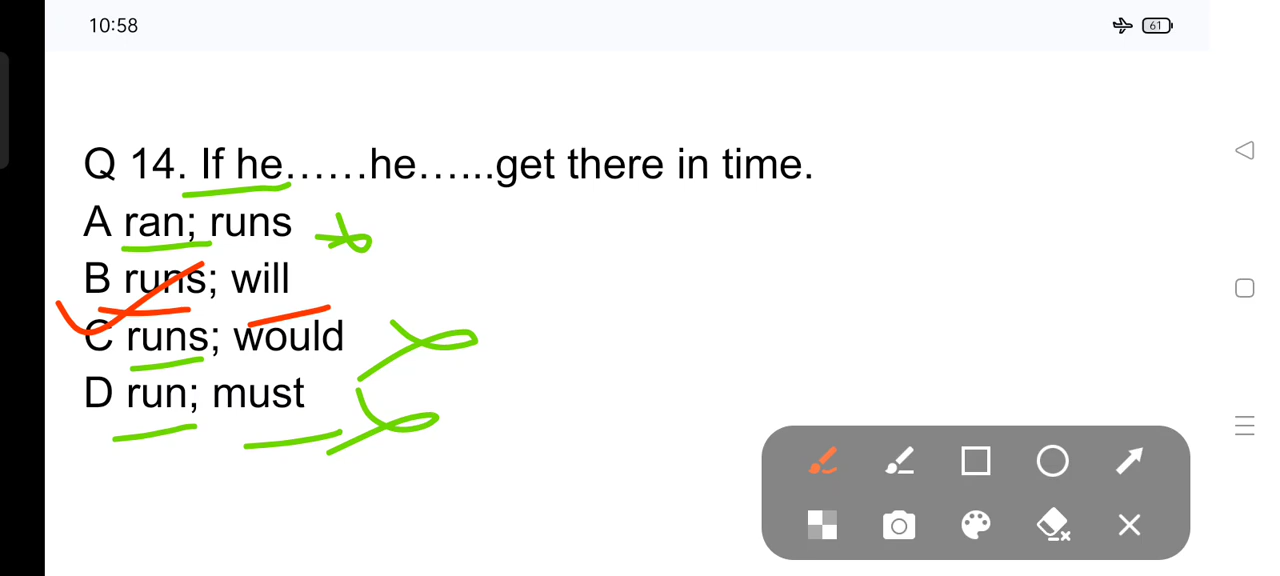 10:58
61
Q 14. If he……he…...get there in time.
A ran; runs
B runs; will
C runs; would
D run; must